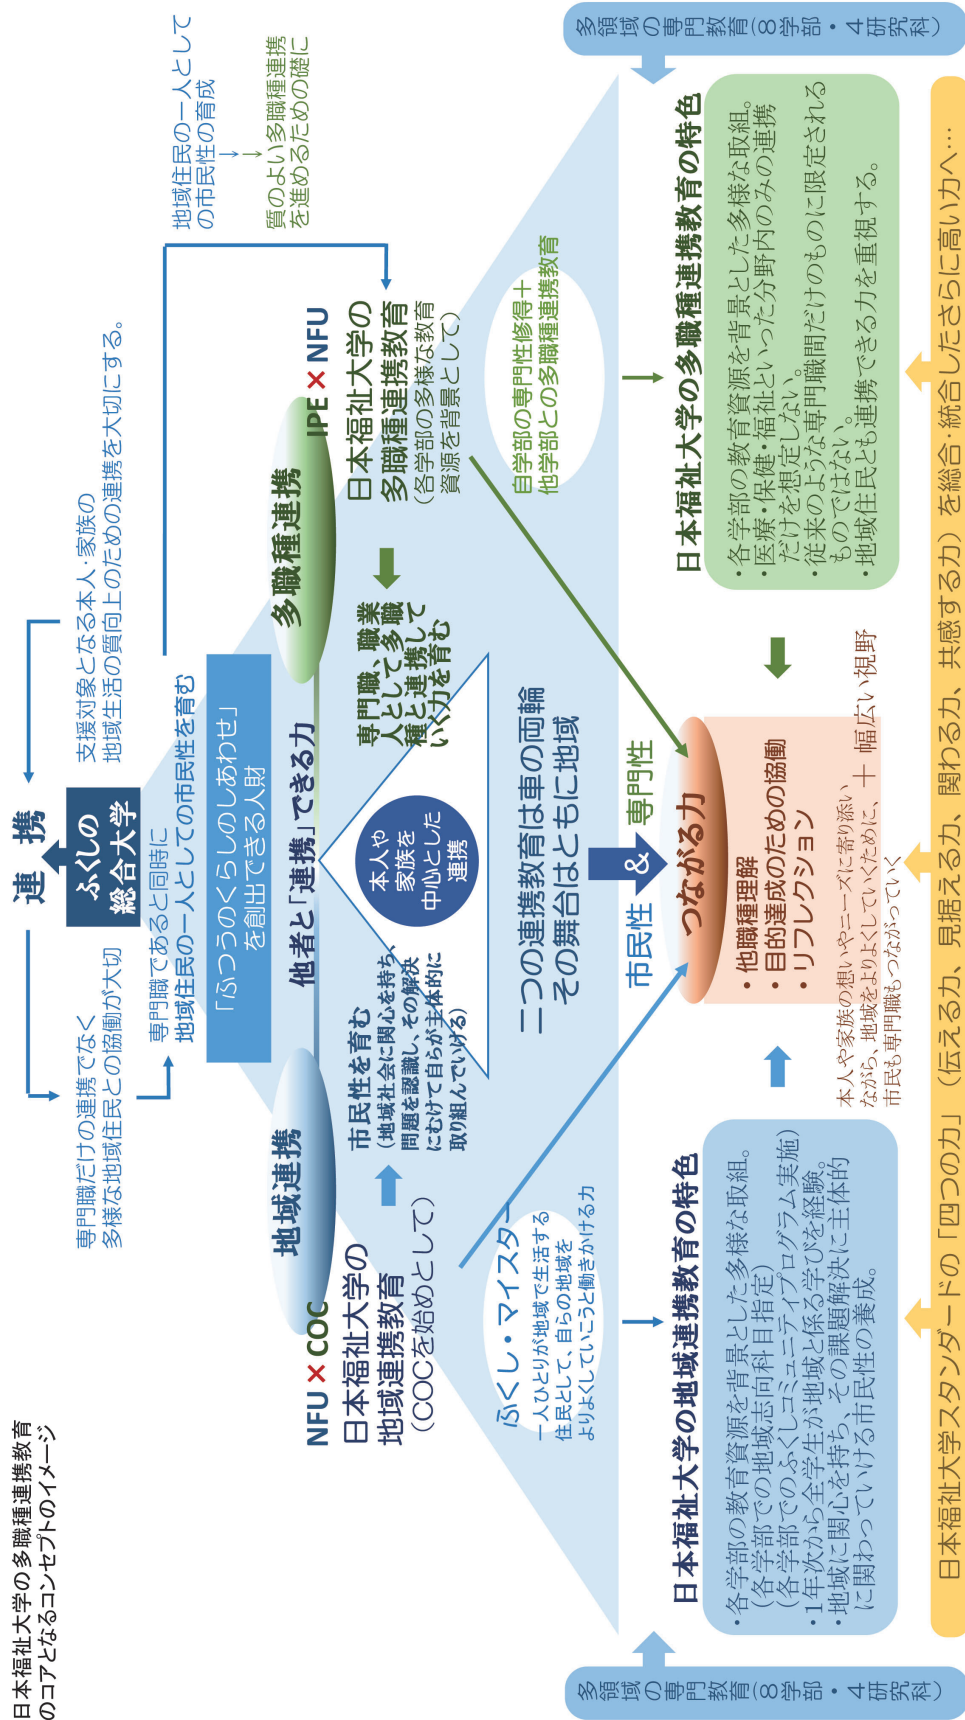 日本福祉大学の多職種連携教育
のコアとなるコンセプトのイメージ
連 携
ふくしの
総合大学
専門職だけの連携でなく
多様な地域住民との協働が大切
支援対象となる本人・家族の
地域生活の質向上のための連携を大切にする。
専門職であると同時に
地域住民の一人としての市民性を育む
「ふつうのくらしのしあわせ」
を創出できる人財
地域住民の一人として
の市民性の育成
↓
↓
質のよい多職種連携
を進めるための礎に
地域連携
他者と「連携」できる力
多職種連携
NFU × COC
日本福祉大学の
地域連携教育
(COCを始めとして)
市民性を育む
(地域社会に関心を持ち、
問題を認識し、その解決
にむけて自らが主体的に
取り組んでいける)
本人や
家族を
中心とした
連携
専門職、職業
人として多職
種と連携して
いく力を育む
IPE × NFU
日本福祉大学の
多職種連携教育
(各学部の多様な教育
資源を背景として)
ふくし・マイスター
一人ひとりが地域で生活する
住民として、自らの地域を
よりよくしていこうと働きかける力
二つの連携教育は車の両輪
その舞台はともに地域
自学部の専門性修得＋
他学部との多職種連携教育
市民性 & 専門性
つながる力
・他職種理解
・目的達成のための協働
・リフレクション
本人や家族の想いやニーズに寄り添い
ながら、地域をよりよくしていくために、
市民も専門職もつながっていく
＋ 幅広い視野
日本福祉大学の地域連携教育の特色
・各学部の教育資源を背景とした多様な取組。
(各学部での地域志向科目指定)
(各学部でのふくしコミュニティプログラム実施)
・1年次から全学生が地域と係る学びを経験。
・地域に関心を持ち、その課題解決に主体的
に関わっていける市民性の養成。
日本福祉大学の多職種連携教育の特色
・各学部の教育資源を背景とした多様な取組。
・医療・保健・福祉といった分野内のみの連携
だけを想定しない。
・従来のような専門職間だけのものに限定される
ものではない。
・地域住民とも連携できる力を重視する。
多領域の専門教育(8学部・4研究科)
多領域の専門教育(8学部・4研究科)
日本福祉大学スタンダードの「四つの力」(伝える力、見据える力、関わる力、共感する力)を総合・統合したさらに高い力へ…